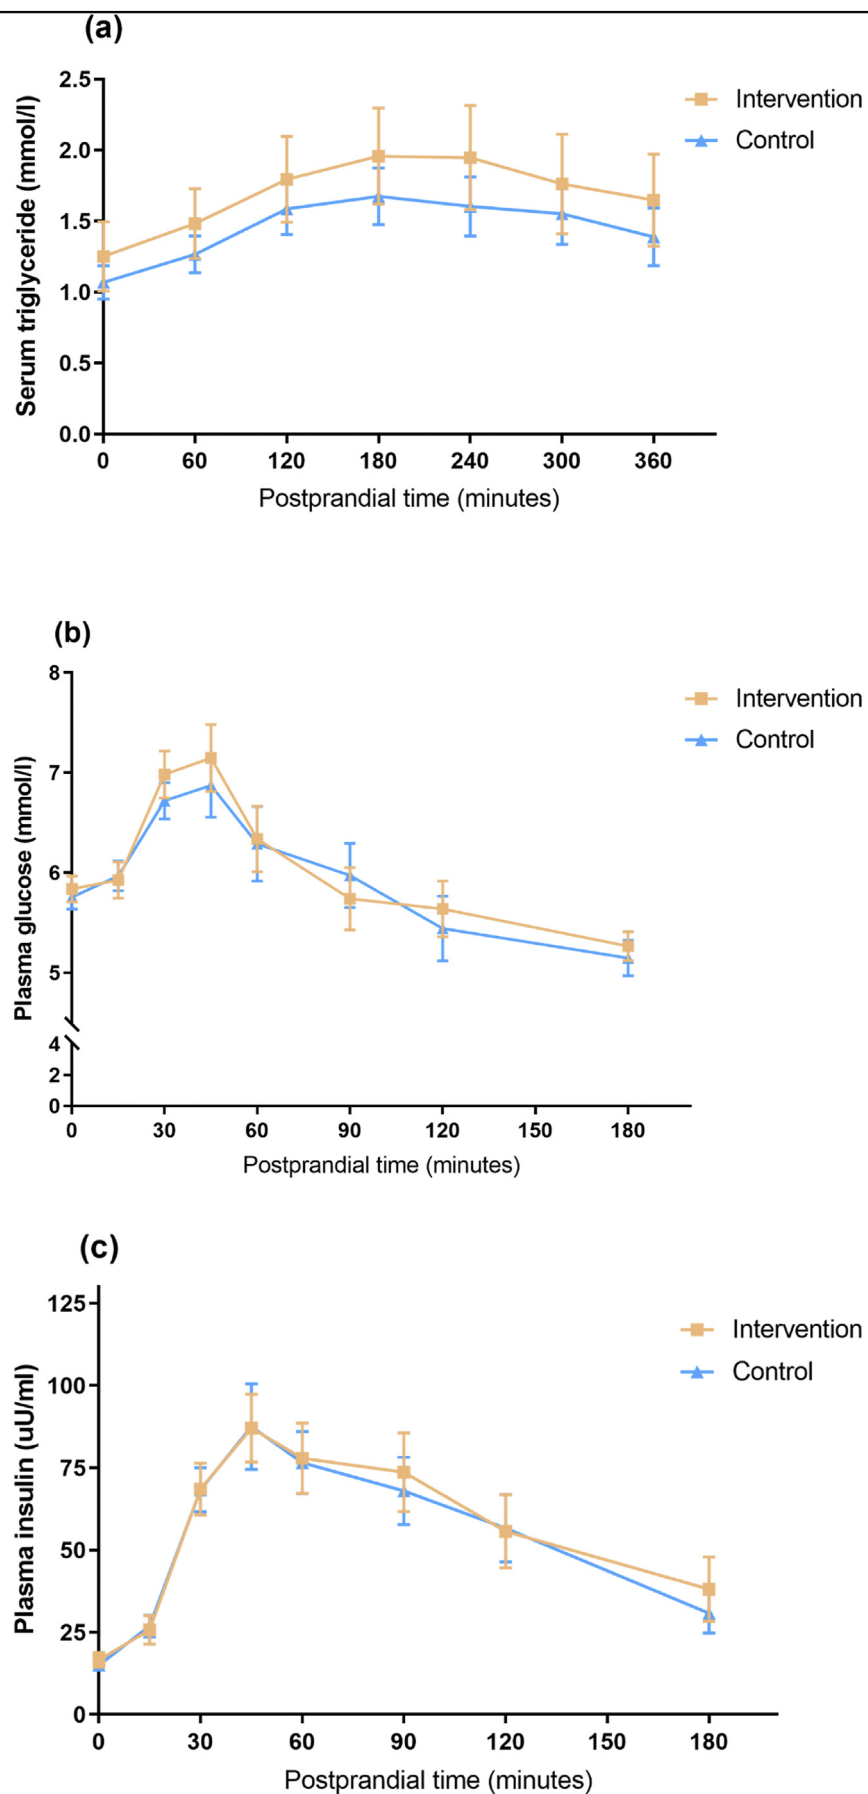 (a)
Serum triglyceride (mmol/l)
2.5
2.0
1.5
1.0
0.5
0.0
0 60 120 180 240 300 360
Postprandial time (minutes)
Intervention
Control
(b)
Plasma glucose (mmol/l)
8
7
6
5
4
2
0
0 30 60 90 120 150 180
Postprandial time (minutes)
Intervention
Control
(c)
Plasma insulin (uU/ml)
125
100
75
50
25
0
0 30 60 90 120 150 180
Postprandial time (minutes)
Intervention
Control